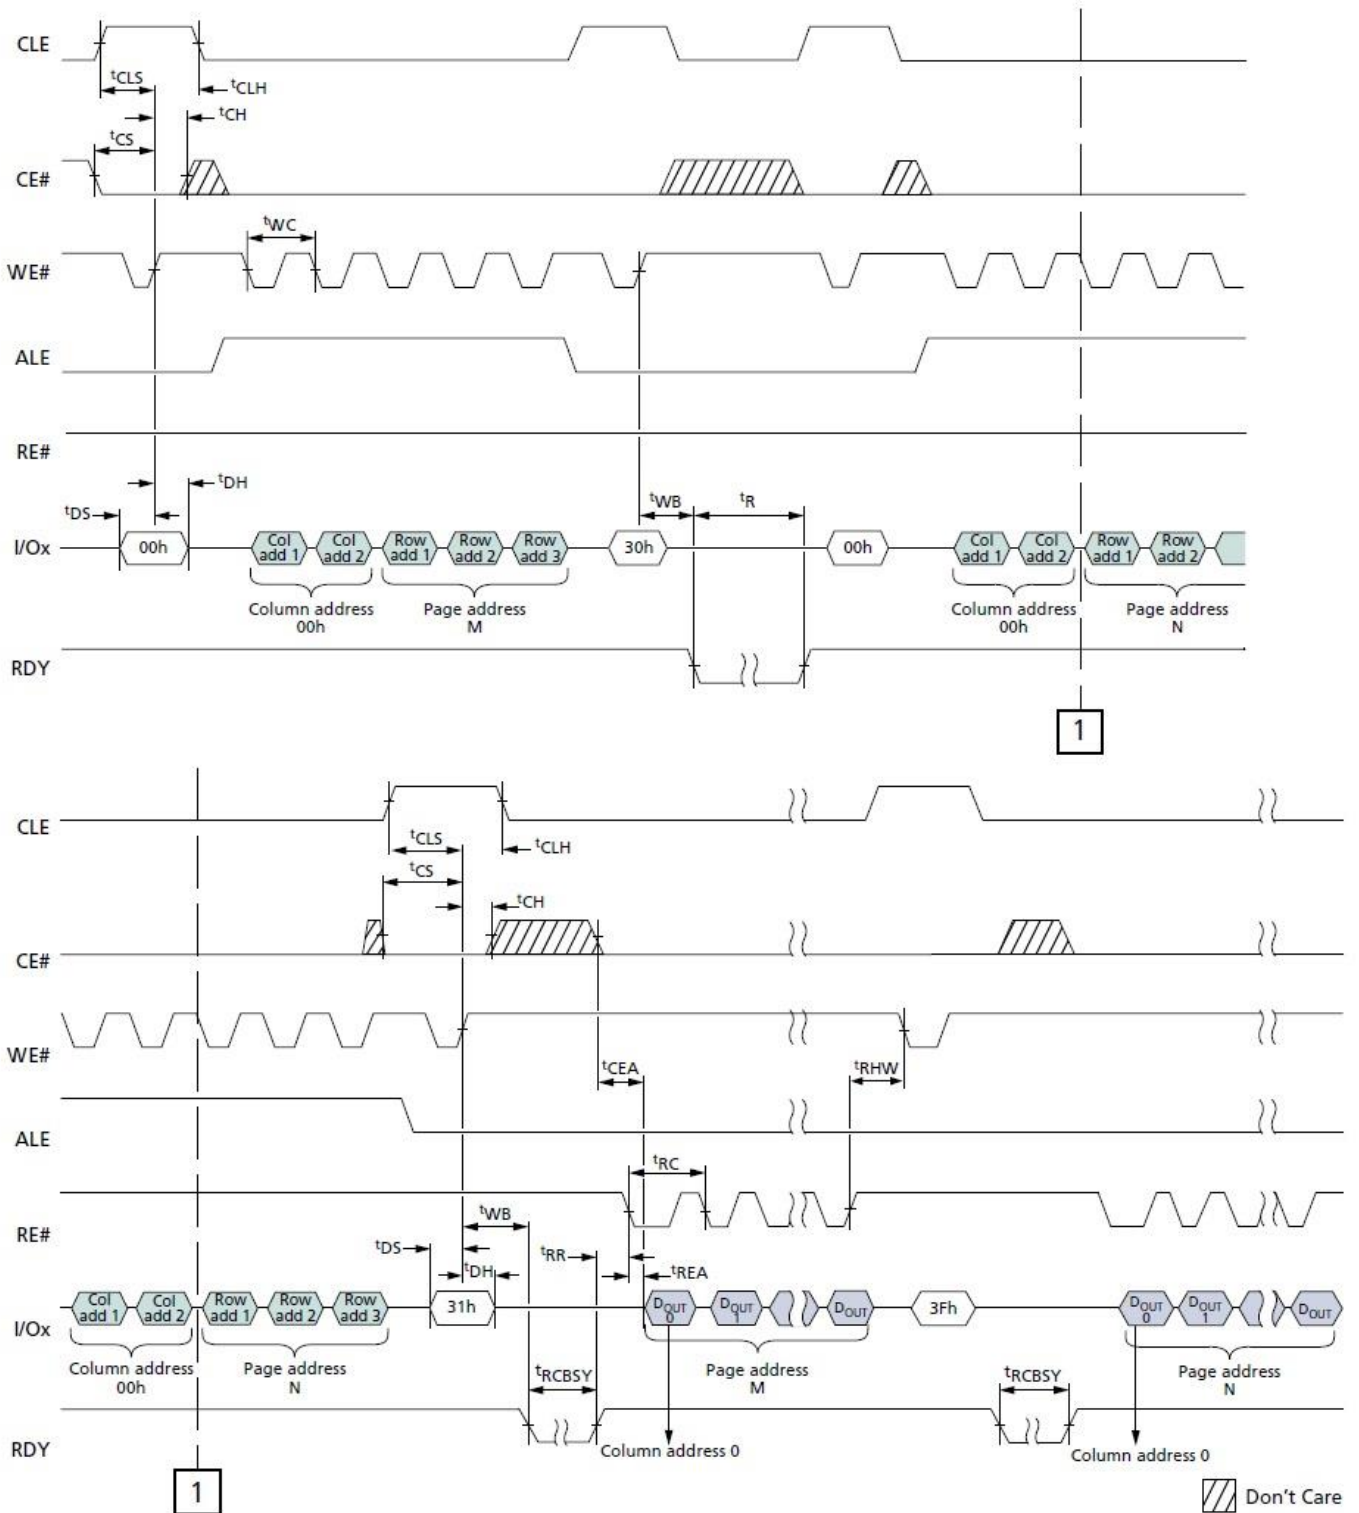 CLE
tCLS
tCLH
tCH
tCS
CE#
tWC
WE#
ALE
RE#
tDH
tDS
tWB
tR
I/Ox
00h
Col add 1
Col add 2
Row add 1
Row add 2
Row add 3
30h
00h
Col add 1
Col add 2
Row add 1
Row add 2
Column address
00h
Page address
M
Column address
00h
Page address
N
RDY
1
CLE
tCLS
tCLH
tCS
tCH
CE#
WE#
tCEA
tRHW
ALE
tRC
RE#
tWB
tDS
tRR
tDH
tREA
I/Ox
Col add 1
Col add 2
Row add 1
Row add 2
Row add 3
31h
DOUT 0
DOUT 1
DOUT
3Fh
DOUT 0
DOUT 1
DOUT
Column address
00h
Page address
N
tRCBSY
Page address
M
tRCBSY
Page address
N
RDY
Column address 0
Column address 0
1
Don't Care